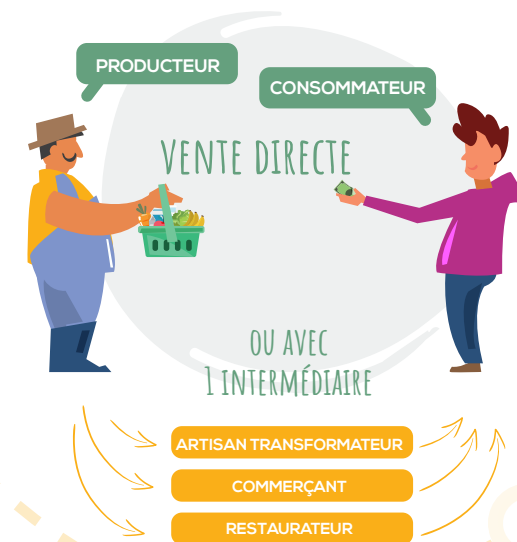 PRODUCTEUR
CONSOMMATEUR
VENTE DIRECTE
OU AVEC
1 INTERMÉDIAIRE
ARTISAN TRANSFORMATEUR
COMMERÇANT
RESTAURATEUR